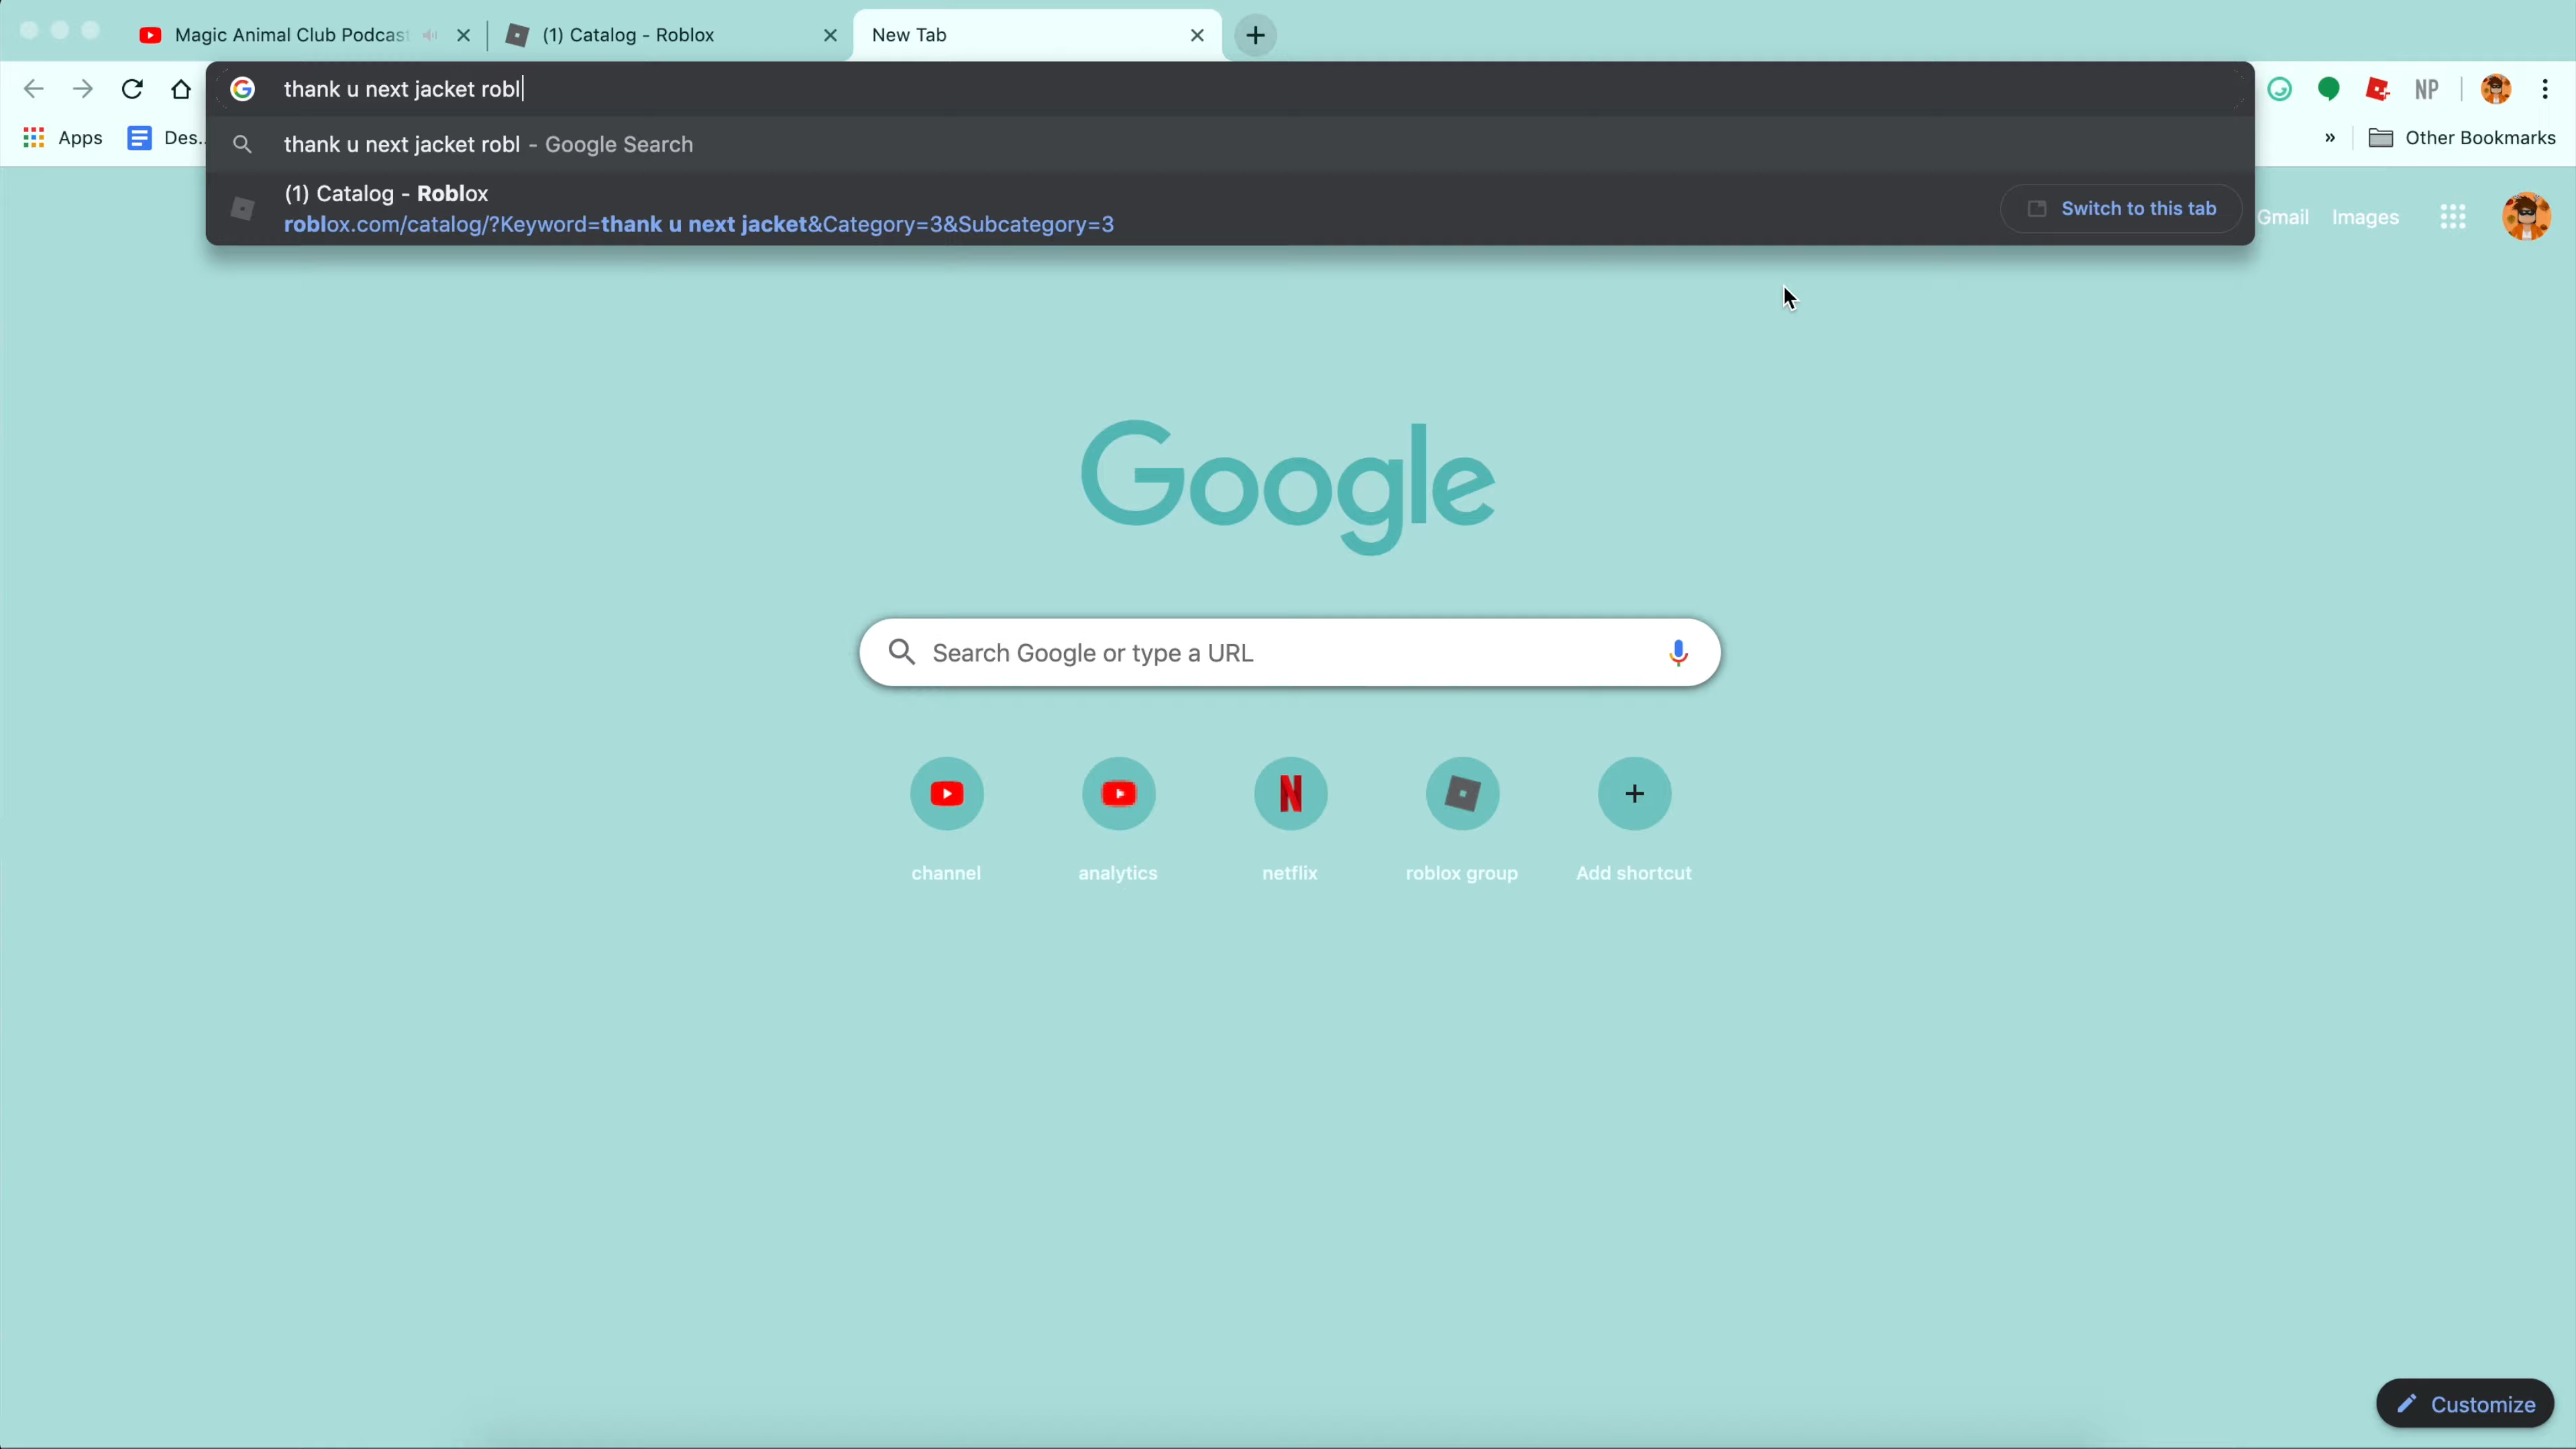 Magic Animal Club Podcast
(1) Catalog - Roblox
New Tab
thank u next jacket robl
NP
Apps
Des...
thank u next jacket robl - Google Search
Other Bookmarks
(1) Catalog - Roblox
roblox.com/catalog/?Keyword=thank u next jacket&Category=3&Subcategory=3
Switch to this tab
Gmail Images
Google
Search Google or type a URL
channel
analytics
netflix
roblox group
Add shortcut
Customize